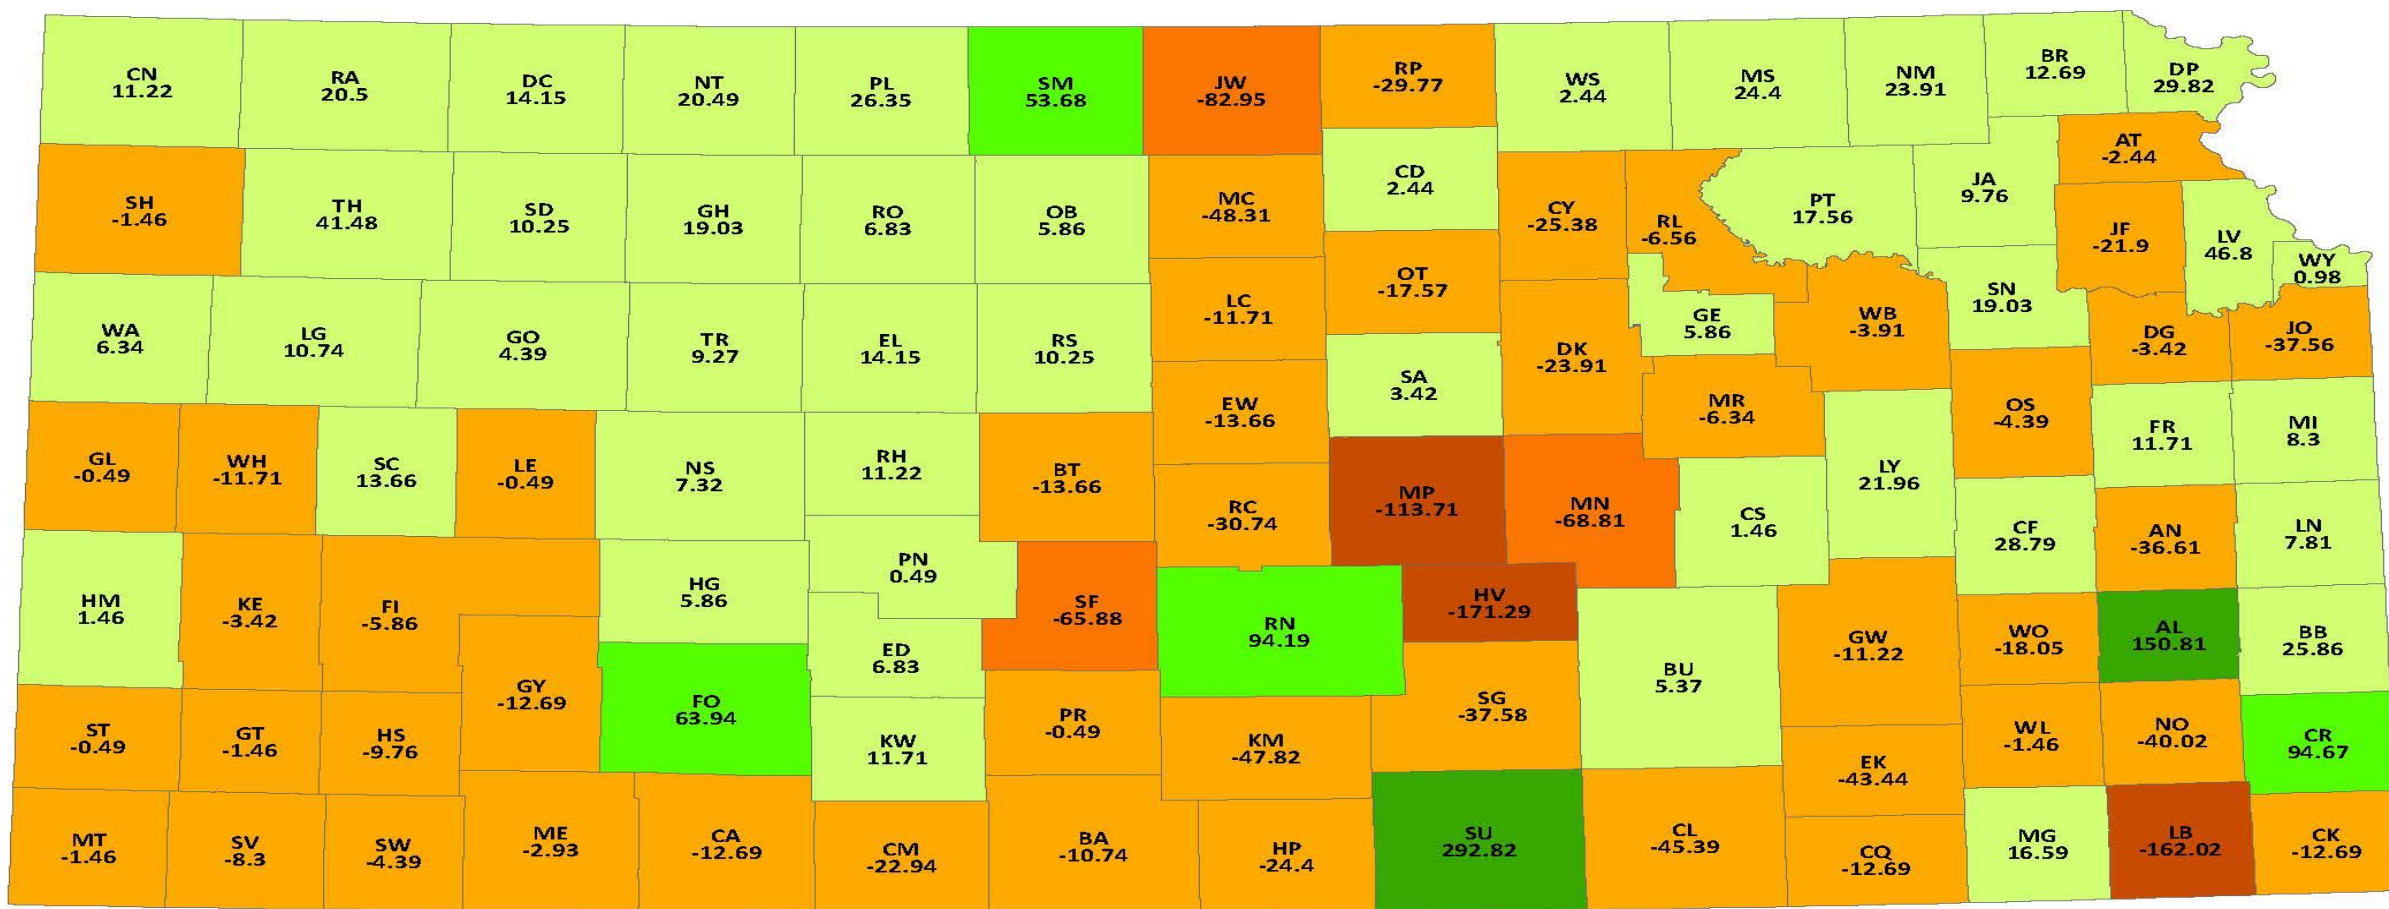 CN
11.22
RA
20.5
DC
14.15
NT
20.49
PL
26.35
SM
53.68
JW
-82.95
RP
-29.77
WS
2.44
MS
24.4
NM
23.91
BR
12.69
DP
29.82
SH
-1.46
TH
41.48
SD
10.25
GH
19.03
RO
6.83
OB
5.86
MC
-48.31
CD
2.44
CY
-25.38
RL
-6.56
PT
17.56
JA
9.76
AT
-2.44
JF
-21.9
LV
46.8
WY
0.98
WA
6.34
LG
10.74
GO
4.39
TR
9.27
EL
14.15
RS
10.25
LC
-11.71
OT
-17.57
DK
-23.91
GE
5.86
WB
-3.91
SN
19.03
DG
-3.42
JO
-37.56
EW
-13.66
SA
3.42
MR
-6.34
OS
-4.39
FR
11.71
MI
8.3
GL
-0.49
WH
-11.71
SC
13.66
LE
-0.49
NS
7.32
RH
11.22
BT
-13.66
RC
-30.74
MP
-113.71
MN
-68.81
CS
1.46
LY
21.96
CF
28.79
AN
-36.61
LN
7.81
HM
1.46
KE
-3.42
FI
-5.86
HG
5.86
PN
0.49
SF
-65.88
RN
94.19
HV
-171.29
BU
5.37
GW
-11.22
WO
-18.05
AL
150.81
BB
25.86
GY
-12.69
FO
63.94
ED
6.83
SG
-37.58
ST
-0.49
GT
-1.46
HS
-9.76
KW
11.71
PR
-0.49
KM
-47.82
EK
-43.44
WL
-1.46
NO
-40.02
CR
94.67
MT
-1.46
SV
-8.3
SW
-4.39
ME
-2.93
CA
-12.69
CM
-22.94
BA
-10.74
HP
-24.4
SU
292.82
CL
-45.39
CQ
-12.69
MG
16.59
LB
-162.02
CK
-12.69